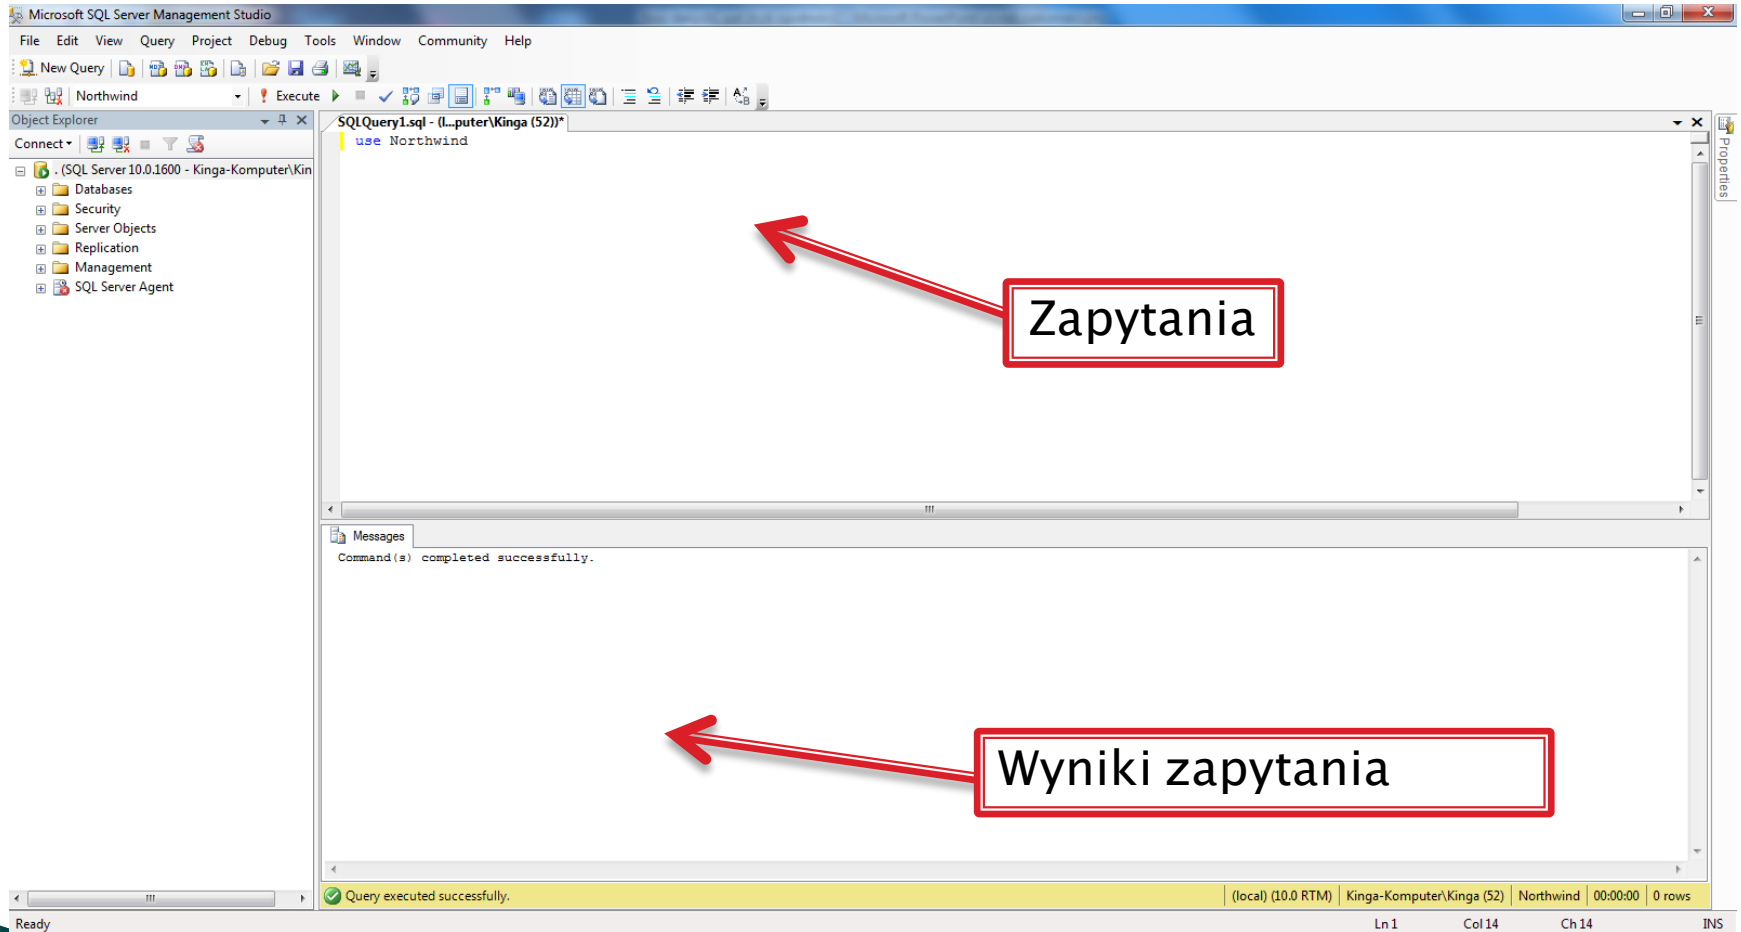 Microsoft SQL Server Management Studio
File Edit View Query Project Debug Tools Window Community Help
New Query
Northwind Execute
Object Explorer
SQLQuery1.sql - (l...puter\Kinga (52))*
Connect
use Northwind
. (SQL Server 10.0.1600 - Kinga-Komputer\Kin
Databases
Security
Server Objects
Replication
Management
SQL Server Agent
Properties
Zapytania
Messages
Command(s) completed successfully.
Wyniki zapytania
Query executed successfully. (local) (10.0 RTM) Kinga-Komputer\Kinga (52) Northwind 00:00:00 0 rows
Ready Ln 1 Col 14 Ch 14 INS